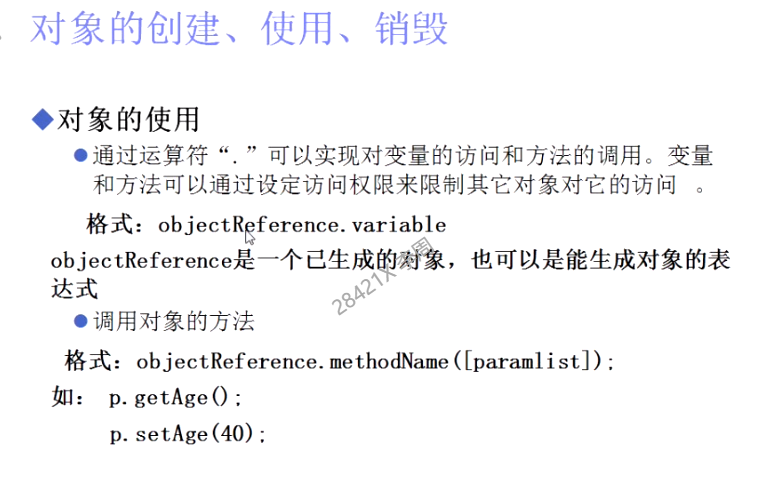 对象的创建、使用、销毁
◆对象的使用
●通过运算符“.”可以实现对变量的访问和方法的调用。变量
和方法可以通过设定访问权限来限制其它对象对它的访问 。
格式：objectReference.variable
objectReference是一个已生成的对象，也可以是能生成对象的表
达式
●调用对象的方法
格式：objectReference.methodName([paramlist]);
如： p.getAge();
p.setAge(40);
28421X